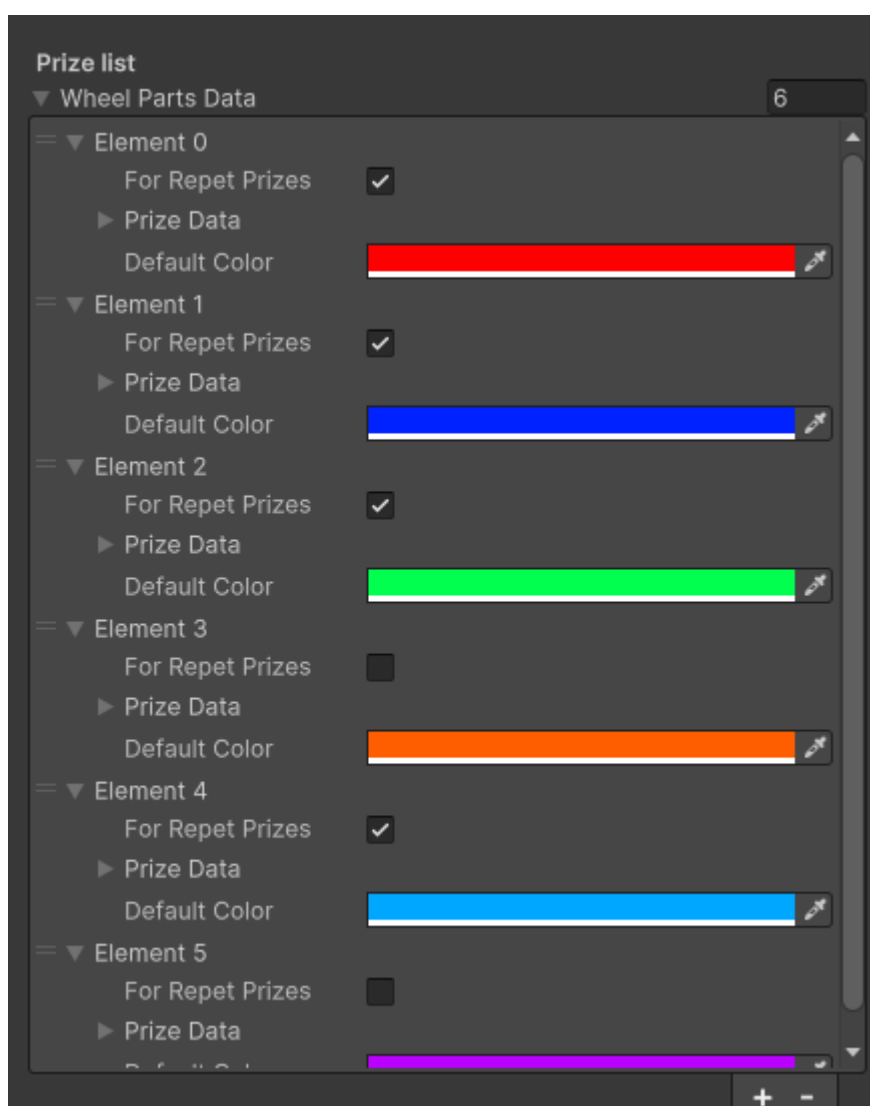 Prize list
Wheel Parts Data 6
Element 0
For Repet Prizes
Prize Data
Default Color
Element 1
For Repet Prizes
Prize Data
Default Color
Element 2
For Repet Prizes
Prize Data
Default Color
Element 3
For Repet Prizes
Prize Data
Default Color
Element 4
For Repet Prizes
Prize Data
Default Color
Element 5
For Repet Prizes
Prize Data
+ -